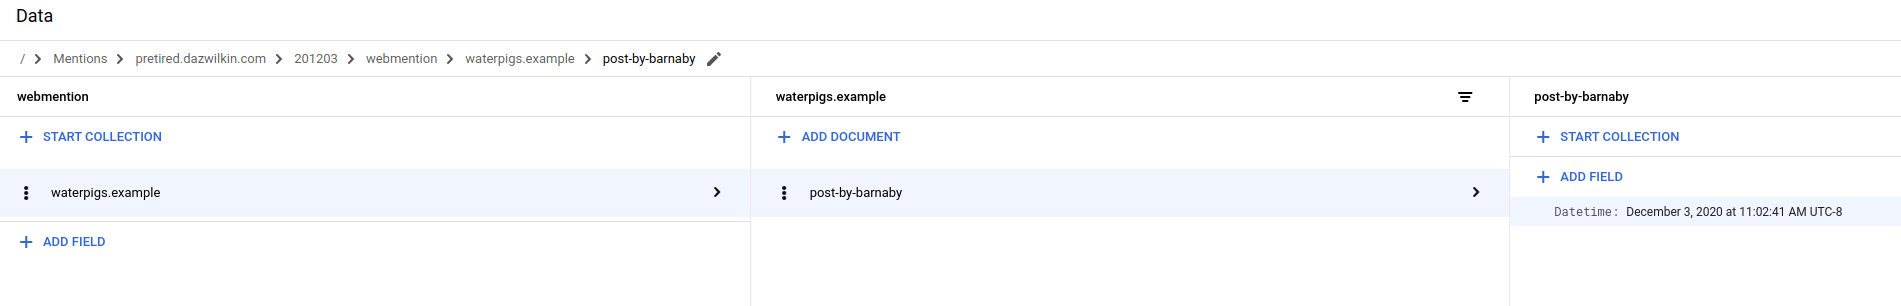 Data
/ > Mentions > pretired.dazwilkin.com > 201203 > webmention > waterpigs.example > post-by-barnaby
webmention
waterpigs.example
post-by-barnaby
+ START COLLECTION
+ ADD DOCUMENT
+ START COLLECTION
+ ADD FIELD
waterpigs.example
post-by-barnaby
Datetime: December 3, 2020 at 11:02:41 AM UTC-8
+ ADD FIELD